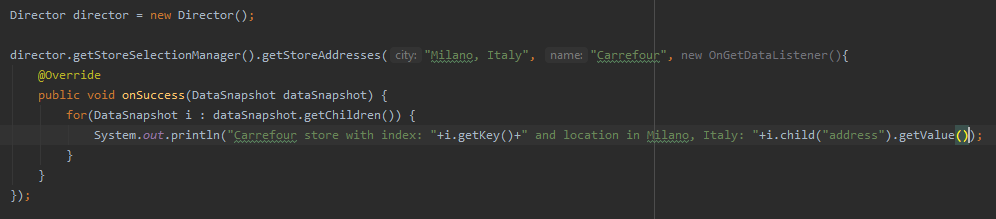 Director director = new Director();
director.getStoreSelectionManager().getStoreAddresses( city: "Milano, Italy", name: "Carrefour", new OnGetDataListener(){
@Override
public void onSuccess(DataSnapshot dataSnapshot) {
for(DataSnapshot i : dataSnapshot.getChildren()) {
System.out.println("Carrefour store with index: "+i.getKey()+" and location in Milano, Italy: "+i.child("address").getValue());
}
}
});